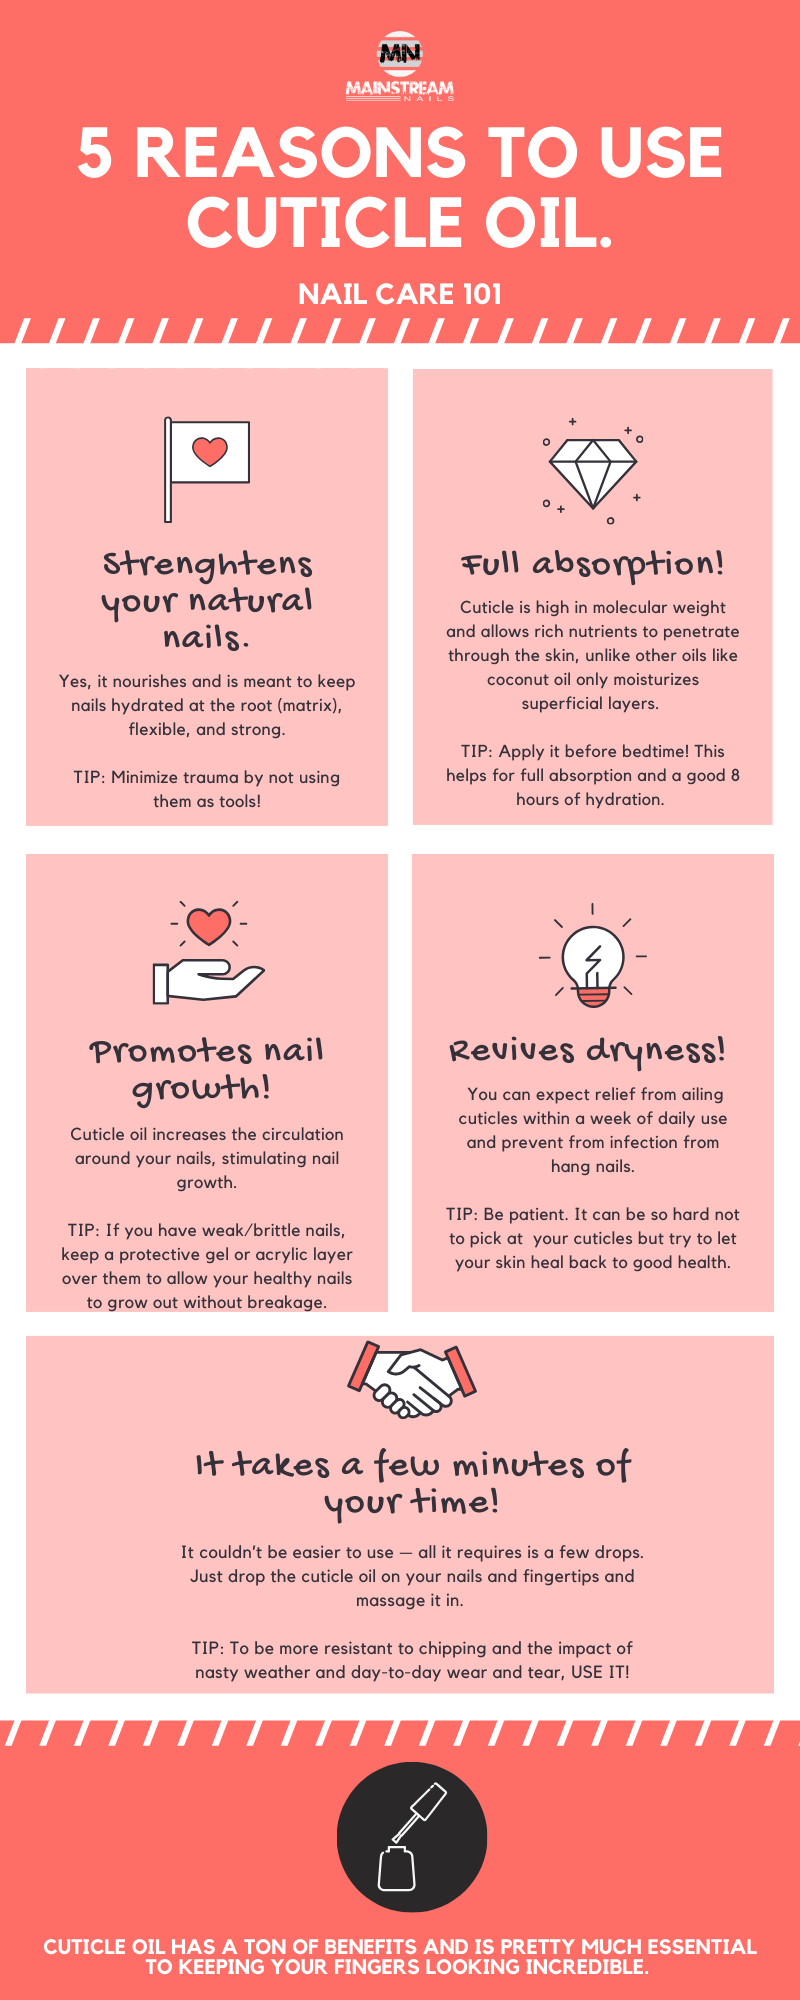 MN
MAINSTREAM
NAILS
5 REASONS TO USE
CUTICLE OIL.
NAIL CARE 101
Strenghtens
your natural
nails.
Yes, it nourishes and is meant to keep
nails hydrated at the root (matrix),
flexible, and strong.
TIP: Minimize trauma by not using
them as tools!
Full absorption!
Cuticle is high in molecular weight
and allows rich nutrients to penetrate
through the skin, unlike other oils like
coconut oil only moisturizes
superficial layers.
TIP: Apply it before bedtime! This
helps for full absorption and a good 8
hours of hydration.
Promotes nail
growth!
Cuticle oil increases the circulation
around your nails, stimulating nail
growth.
TIP: If you have weak/brittle nails,
keep a protective gel or acrylic layer
over them to allow your healthy nails
to grow out without breakage.
Revives dryness!
You can expect relief from ailing
cuticles within a week of daily use
and prevent from infection from
hang nails.
TIP: Be patient. It can be so hard not
to pick at  your cuticles but try to let
your skin heal back to good health.
It takes a few minutes of
your time!
It couldn't be easier to use — all it requires is a few drops.
Just drop the cuticle oil on your nails and fingertips and
massage it in.
TIP: To be more resistant to chipping and the impact of
nasty weather and day-to-day wear and tear, USE IT!
CUTICLE OIL HAS A TON OF BENEFITS AND IS PRETTY MUCH ESSENTIAL
TO KEEPING YOUR FINGERS LOOKING INCREDIBLE.